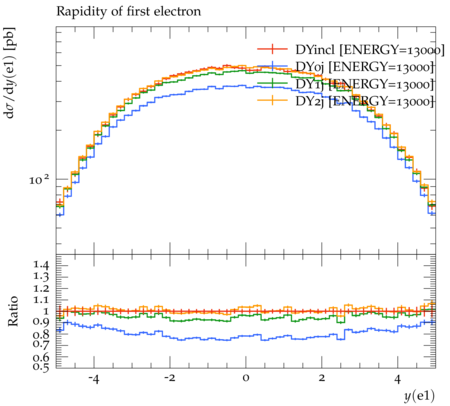 Rapidity of first electron
dσ/dy(e1) [pb]
DYincl [ENERGY=13000]
DY0j [ENERGY=13000]
DY1j [ENERGY=13000]
DY2j [ENERGY=13000]
10²
1.4
1.3
1.2
1.1
1
0.9
0.8
0.7
0.6
0.5
Ratio
-4 -2 0 2 4
y(e1)